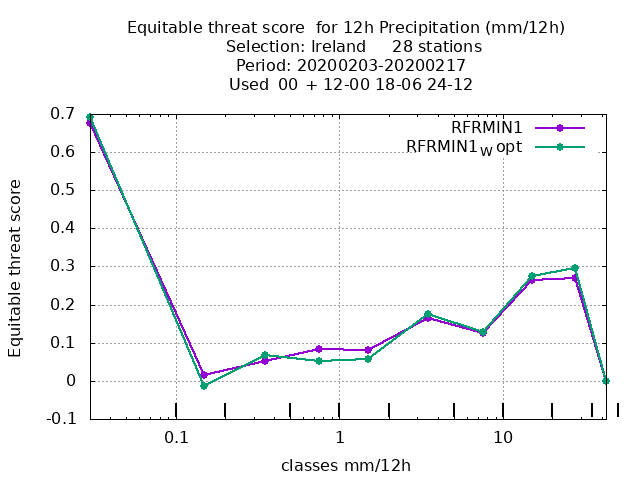 Equitable threat score  for 12h Precipitation (mm/12h)
Selection: Ireland     28 stations
Period: 20200203-20200217
Used  00  + 12-00 18-06 24-12
RFRMIN1
RFRMIN1W opt
Equitable threat score
0.7
0.6
0.5
0.4
0.3
0.2
0.1
0
-0.1
0.1
1
10
classes mm/12h